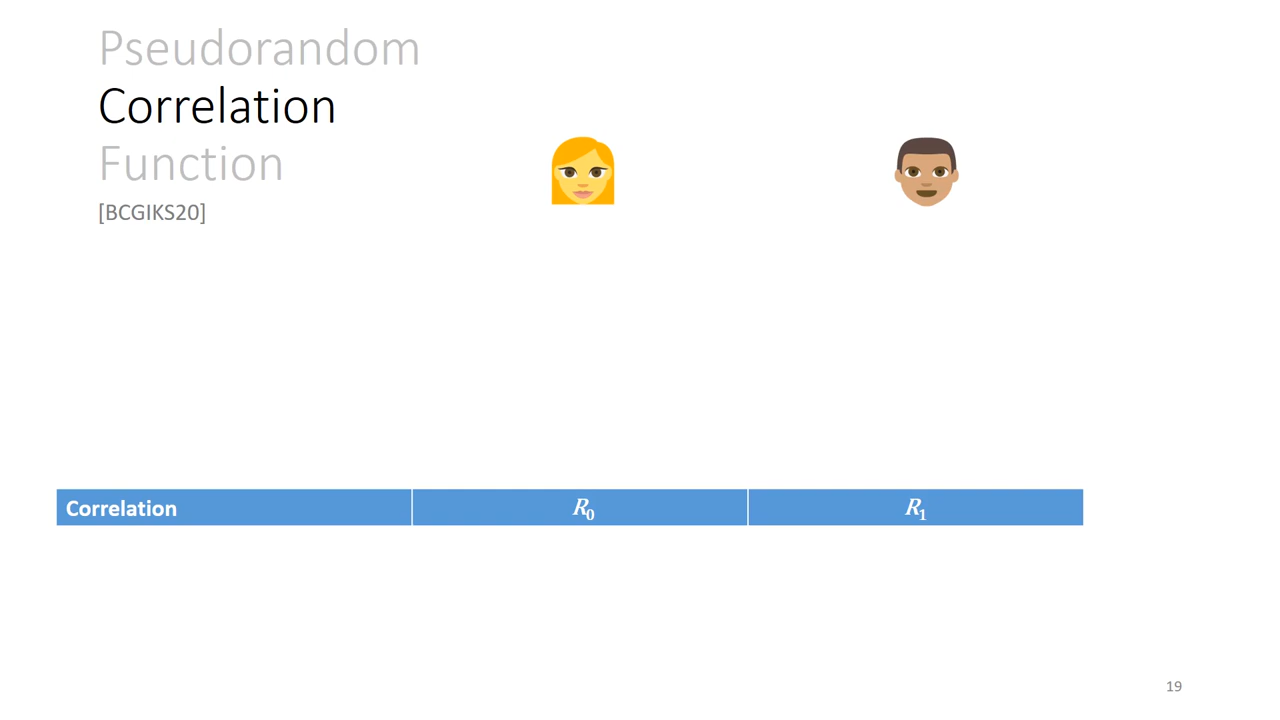 Pseudorandom
Correlation
Function
[BCGIKS20]
Correlation R₀ R₁
19